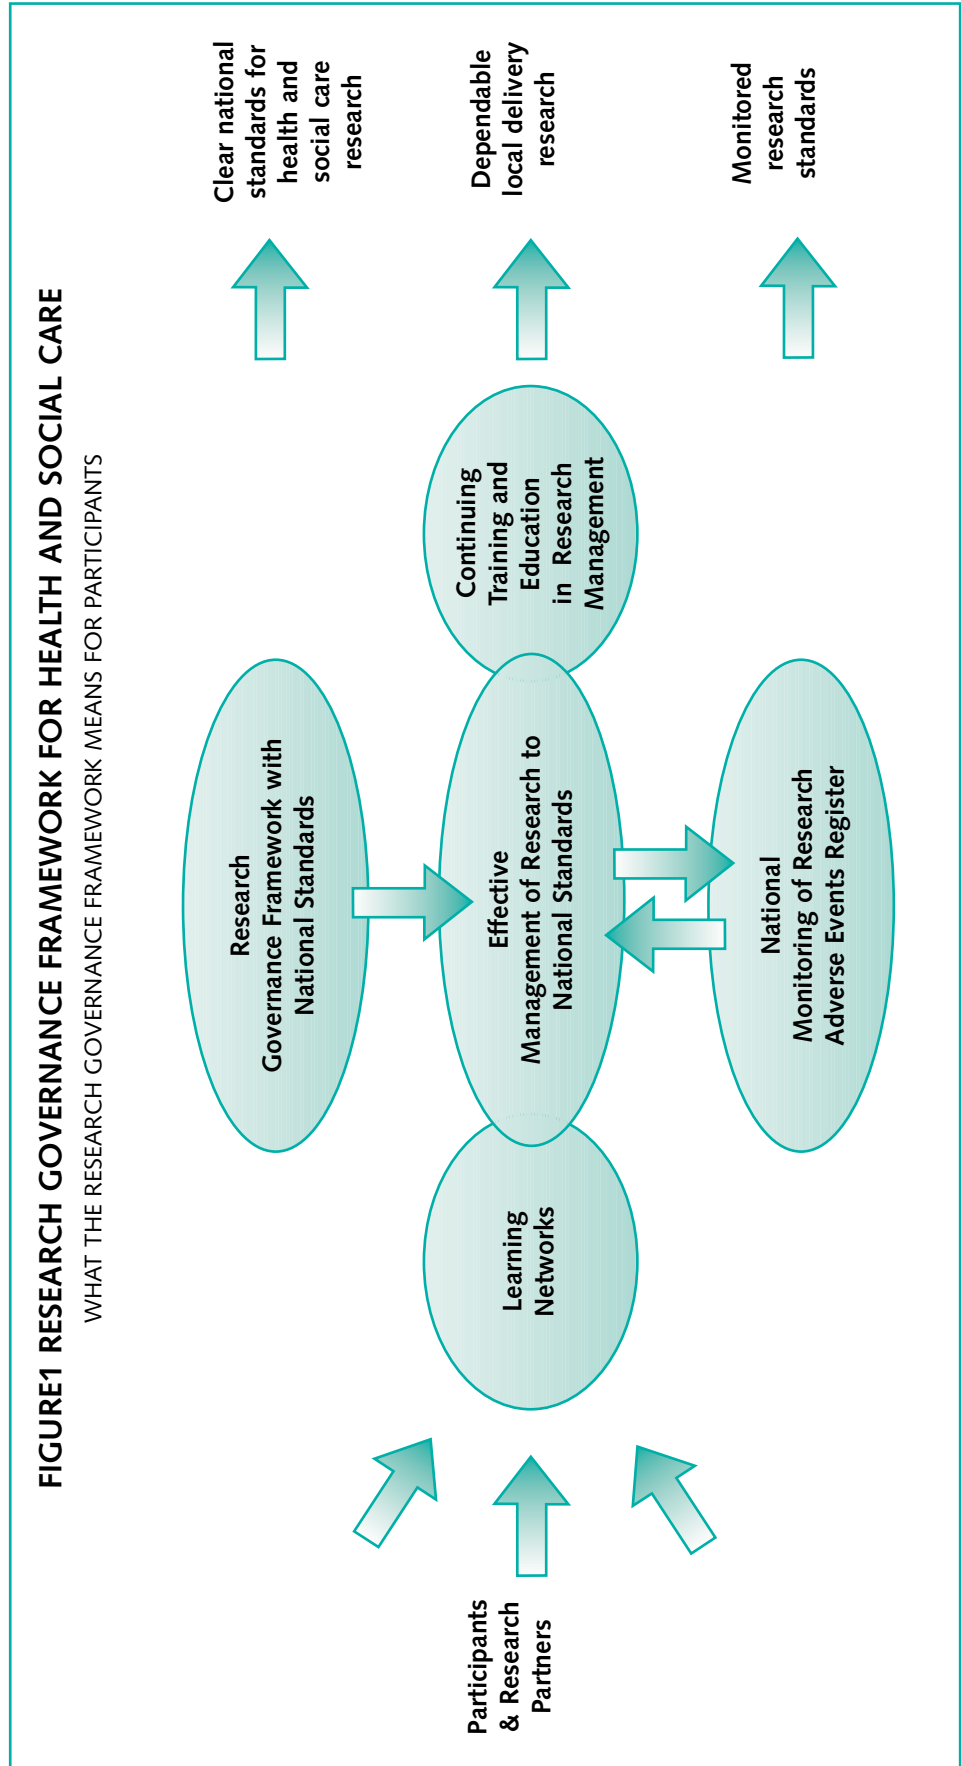 FIGURE1 RESEARCH GOVERNANCE FRAMEWORK FOR HEALTH AND SOCIAL CARE
WHAT THE RESEARCH GOVERNANCE FRAMEWORK MEANS FOR PARTICIPANTS
Research
Governance Framework with
National Standards
Clear national
standards for
health and
social care
research
Participants
& Research
Partners
Learning
Networks
Effective
Management of Research to
National Standards
Continuing
Training and
Education
in Research
Management
Dependable
local delivery
research
National
Monitoring of Research
Adverse Events Register
Monitored
research
standards